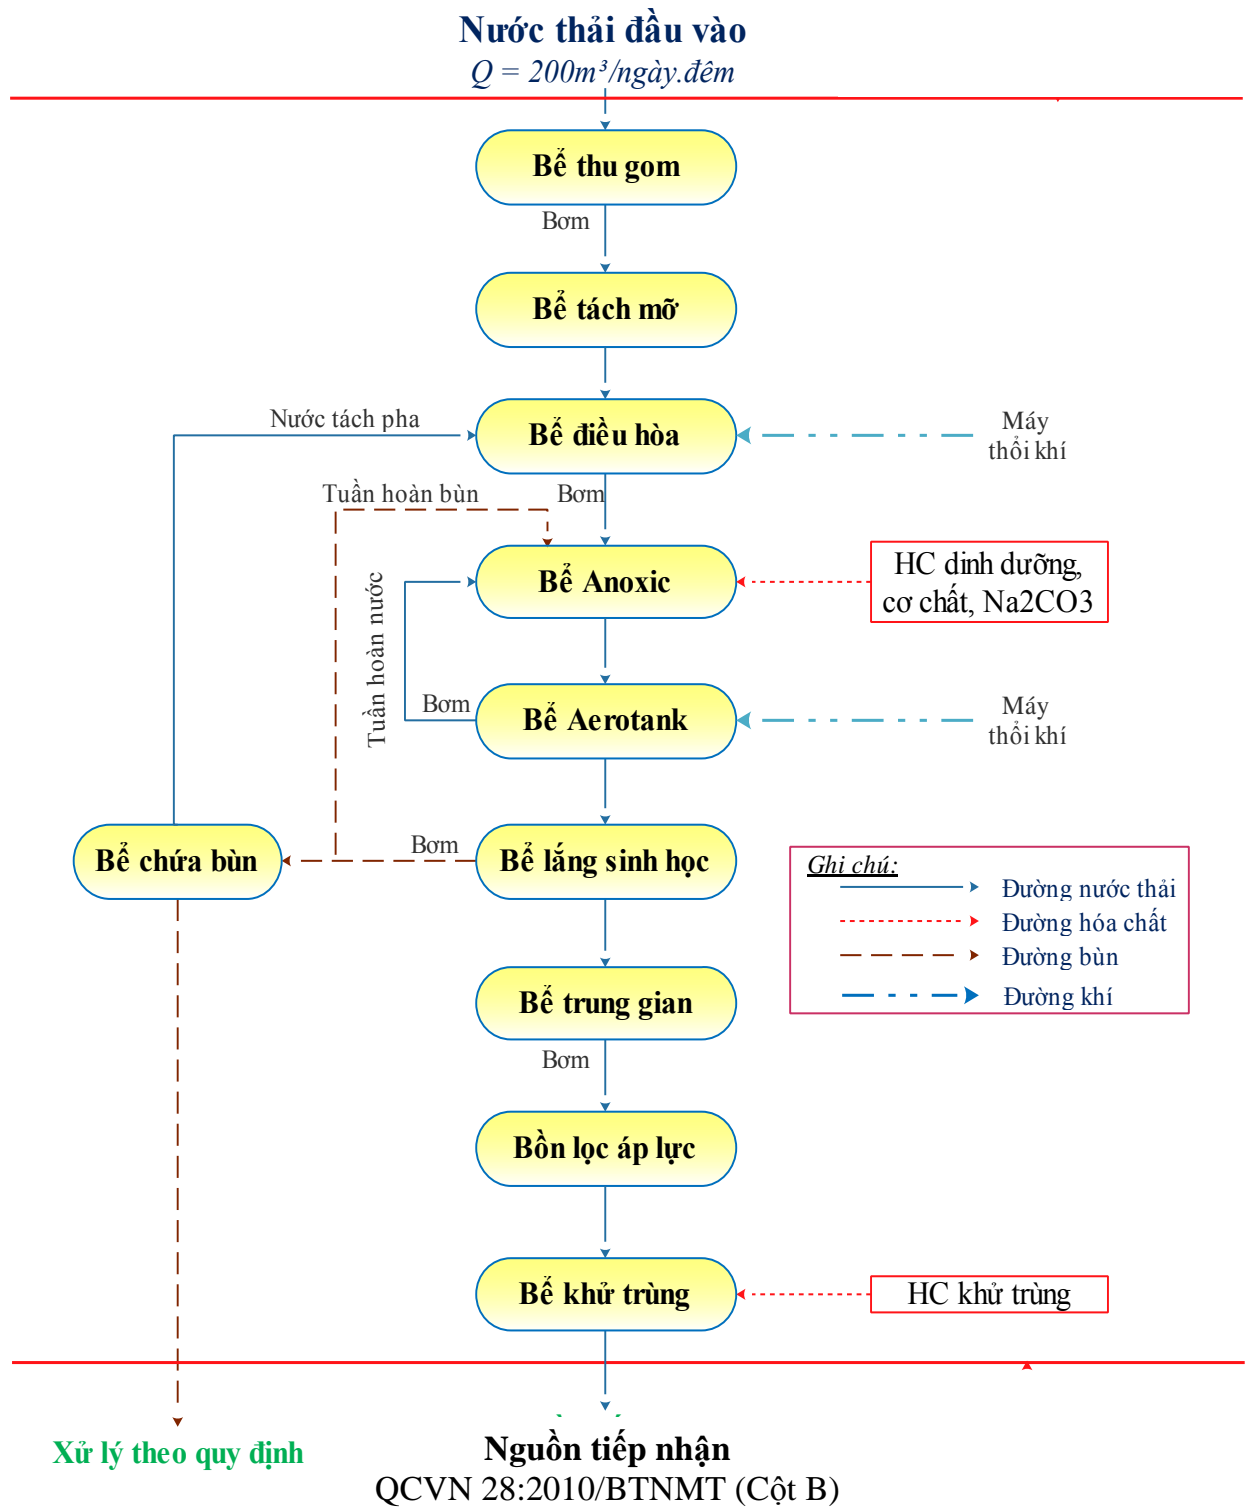 Nước thải đầu vào
Q = 200m³/ngày.đêm
Bể thu gom
Bơm
Bể tách mỡ
Nước tách pha
Bể điều hòa
Máy
thổi khí
Tuần hoàn bùn
Bơm
Bể Anoxic
HC dinh dưỡng,
cơ chất, Na2CO3
Tuần hoàn nước
Bơm
Bể Aerotank
Máy
thổi khí
Bể chứa bùn
Bơm
Bể lắng sinh học
Ghi chú:
Đường nước thải
Đường hóa chất
Đường bùn
Đường khí
Bể trung gian
Bơm
Bồn lọc áp lực
Bể khử trùng
HC khử trùng
Xử lý theo quy định
Nguồn tiếp nhận
QCVN 28:2010/BTNMT (Cột B)